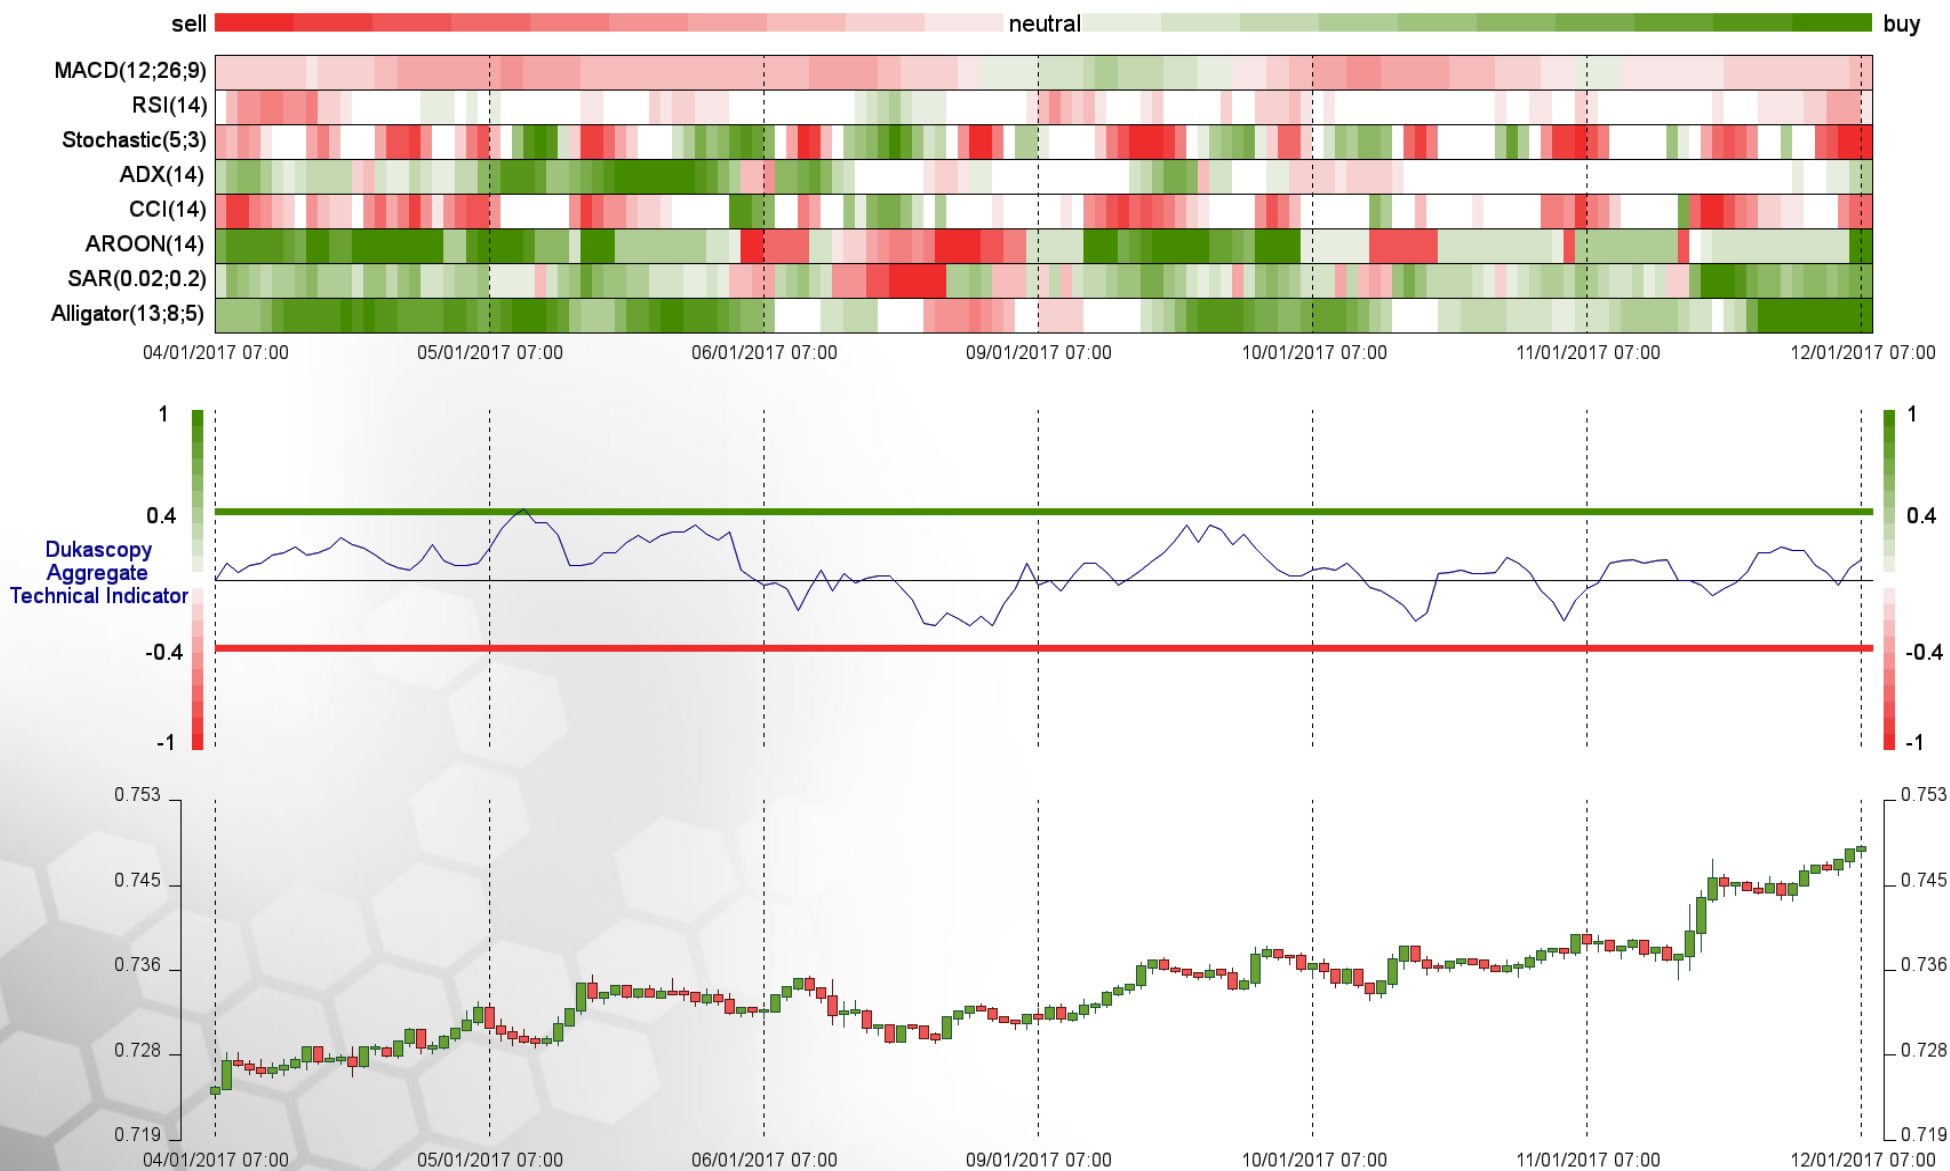 sell neutral buy
MACD(12;26;9)
RSI(14)
Stochastic(5;3)
ADX(14)
CCI(14)
AROON(14)
SAR(0.02;0.2)
Alligator(13;8;5)
04/01/2017 07:00 05/01/2017 07:00 06/01/2017 07:00 09/01/2017 07:00 10/01/2017 07:00 11/01/2017 07:00 12/01/2017 07:00
1 1
0.4 0.4
Dukascopy
Aggregate
Technical Indicator
-0.4 -0.4
-1 -1
0.753 0.753
0.745 0.745
0.736 0.736
0.728 0.728
0.719 0.719
04/01/2017 07:00 05/01/2017 07:00 06/01/2017 07:00 09/01/2017 07:00 10/01/2017 07:00 11/01/2017 07:00 12/01/2017 07:00